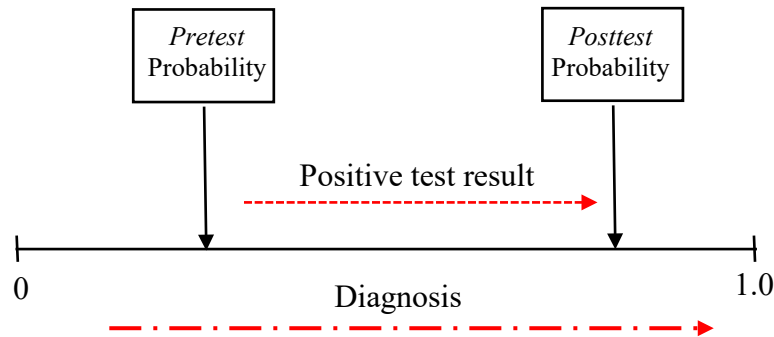 Pretest
Probability
Posttest
Probability
Positive test result
0
1.0
Diagnosis